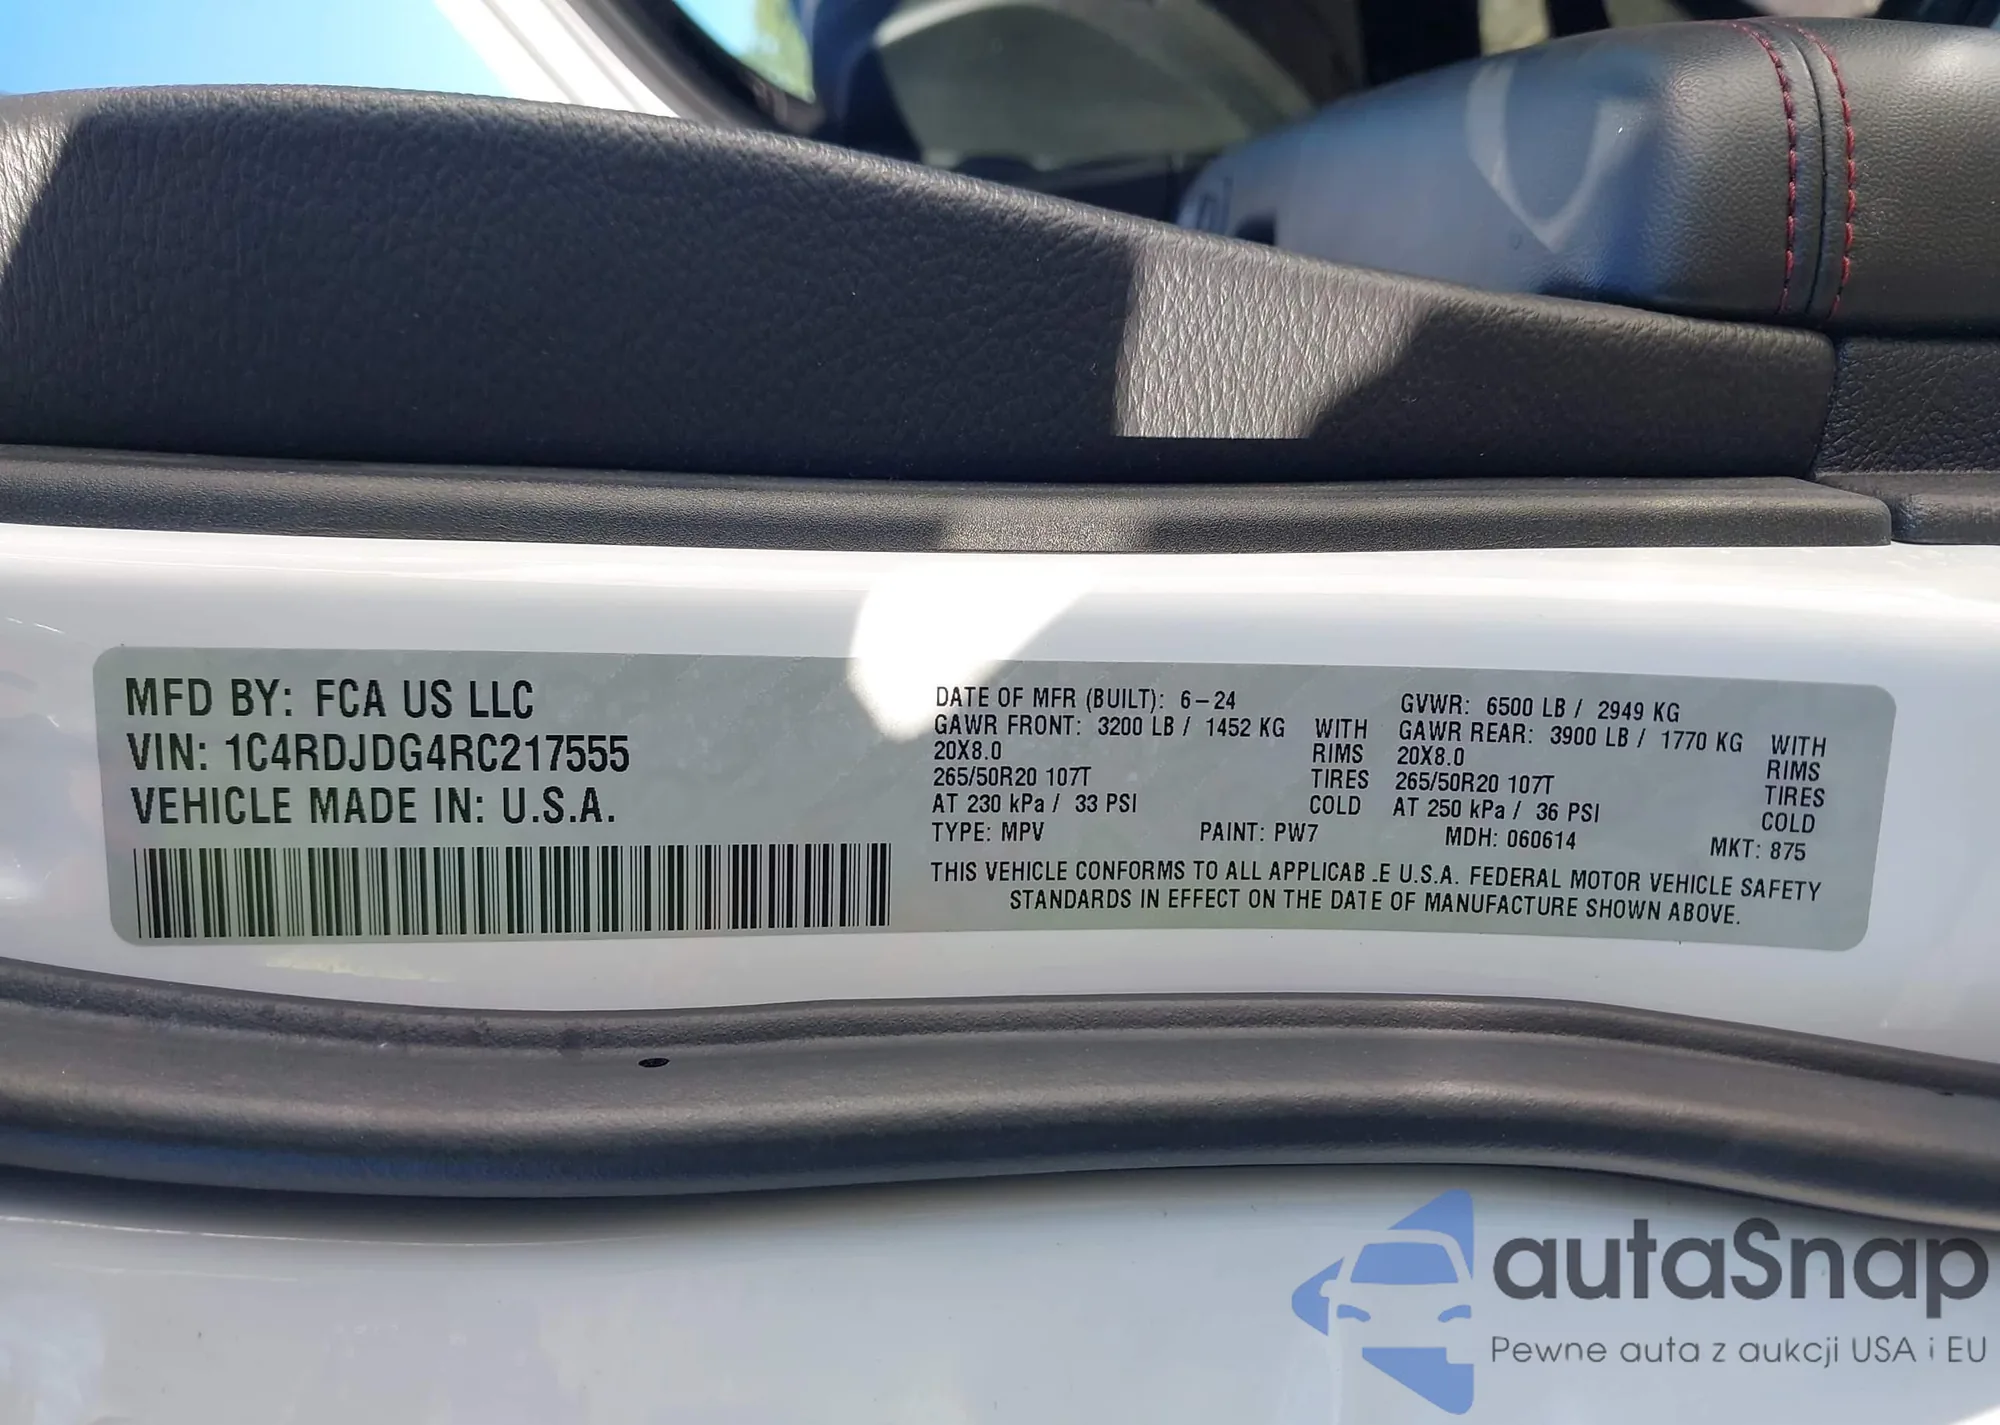 MFD BY: FCA US LLC
VIN: 1C4RDJDG4RC217555
VEHICLE MADE IN: U.S.A.
DATE OF MFR (BUILT): 6-24
GAWR FRONT: 3200 LB / 1452 KG WITH
20X8.0 RIMS
265/50R20 107T TIRES
AT 230 kPa / 33 PSI COLD
TYPE: MPV PAINT: PW7
GVWR: 6500 LB / 2949 KG
GAWR REAR: 3900 LB / 1770 KG WITH
20X8.0 RIMS
265/50R20 107T TIRES
AT 250 kPa / 36 PSI COLD
MDH: 060614 MKT: 875
THIS VEHICLE CONFORMS TO ALL APPLICAB.E U.S.A. FEDERAL MOTOR VEHICLE SAFETY
STANDARDS IN EFFECT ON THE DATE OF MANUFACTURE SHOWN ABOVE.
autaSnap
Pewne auta z aukcji USA i EU